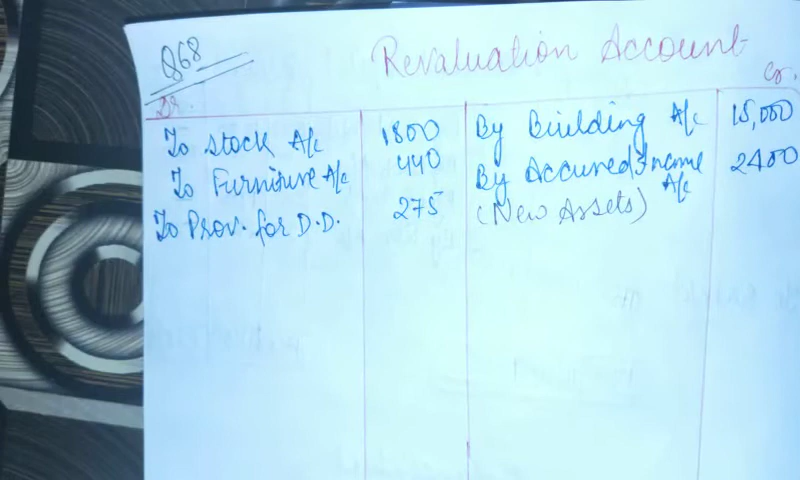 Q68
Revaluation Account
Dr.
Cr.
To Stock A/c 1800 By Building A/c 15,000
To Furniture A/c 440 By Accured Income A/c 2400
To Prov. for D.D. 275 (New Assets)